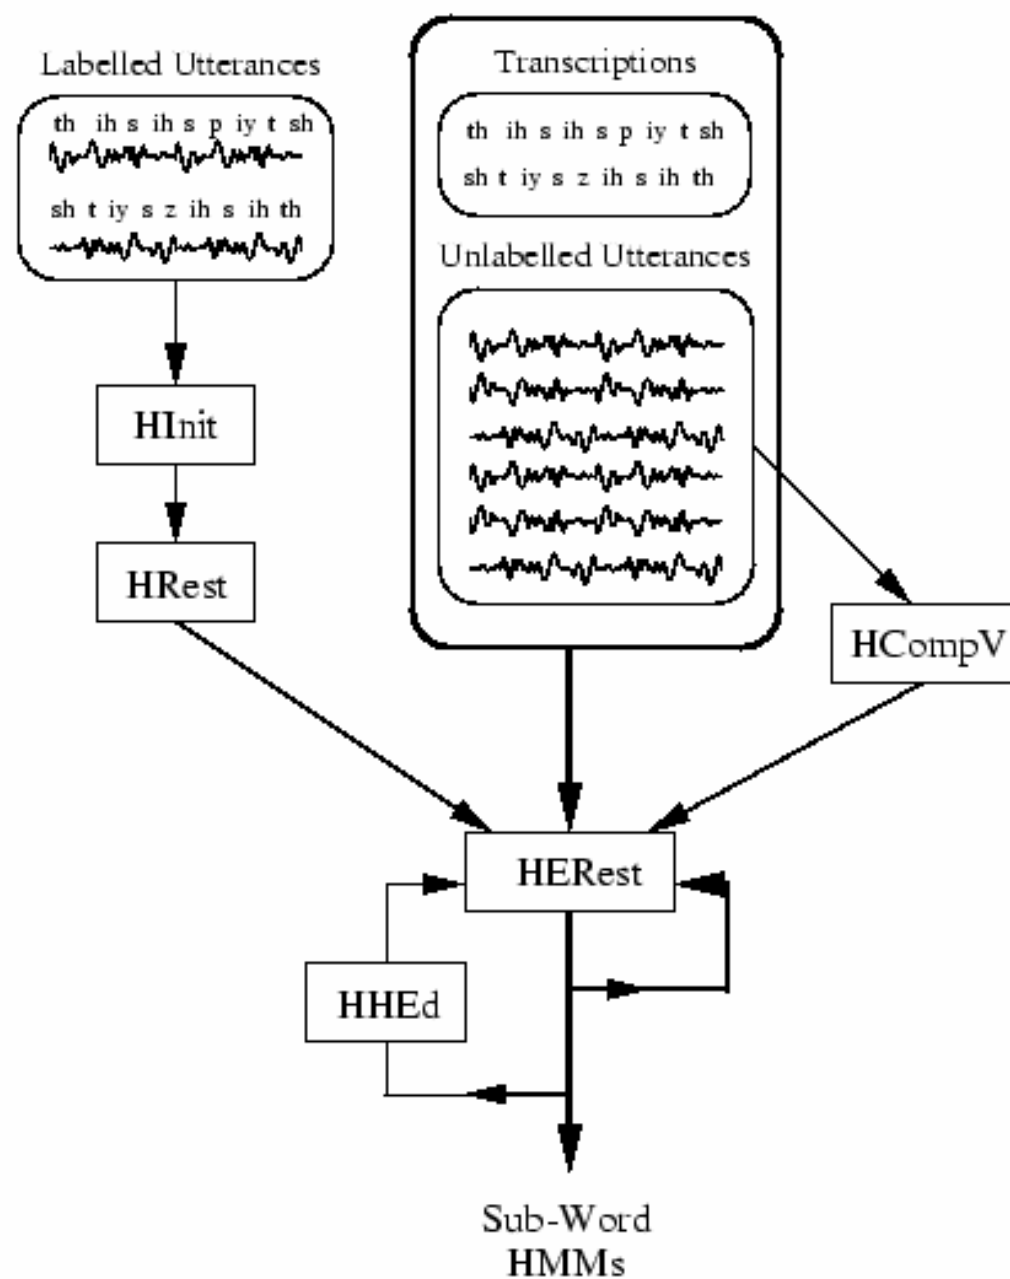 Labelled Utterances
th ih s ih s p iy t sh
sh t iy s z ih s ih th
Transcriptions
th ih s ih s p iy t sh
sh t iy s z ih s ih th
Unlabelled Utterances
HInit
HRest
HCompV
HERest
HHEd
Sub-Word
HMMs